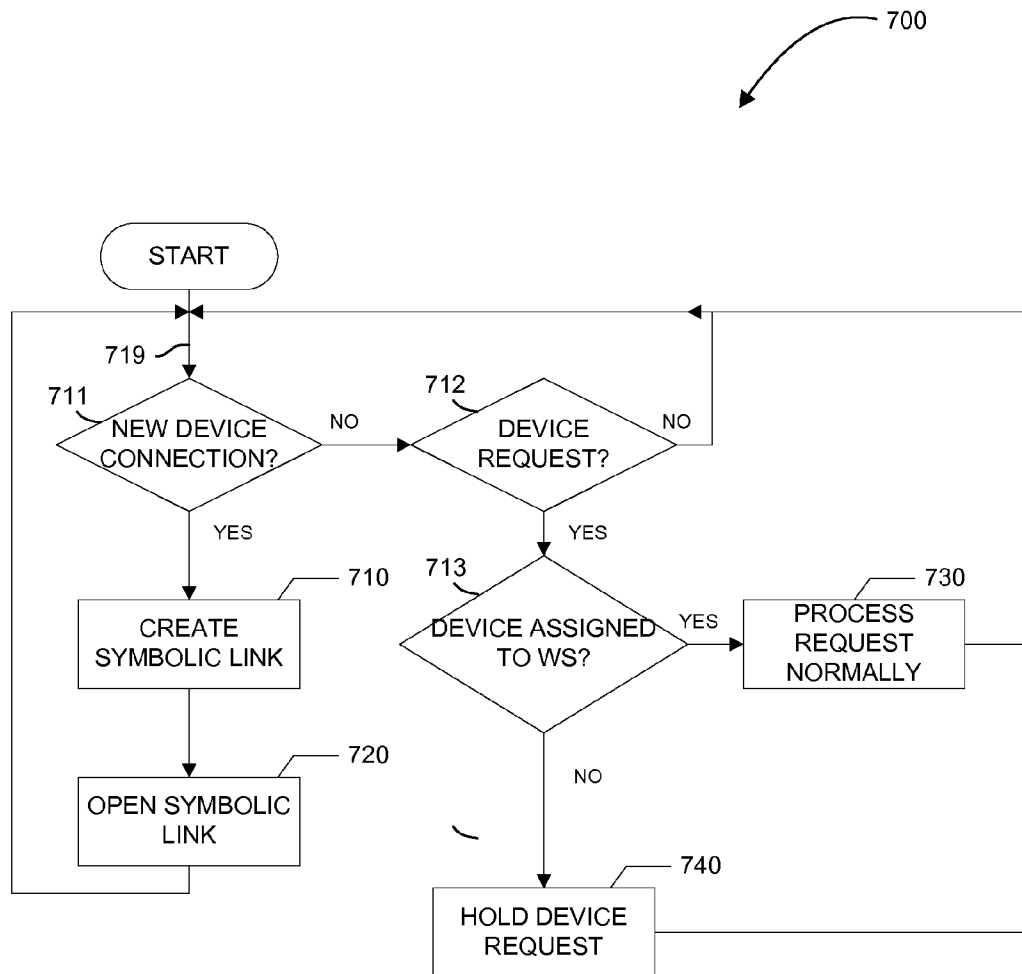 700
START
719
711
NEW DEVICE
CONNECTION?
NO
712
DEVICE
REQUEST?
NO
YES
YES
710
CREATE
SYMBOLIC LINK
713
DEVICE ASSIGNED
TO WS?
YES
730
PROCESS
REQUEST
NORMALLY
720
OPEN SYMBOLIC
LINK
NO
740
HOLD DEVICE
REQUEST